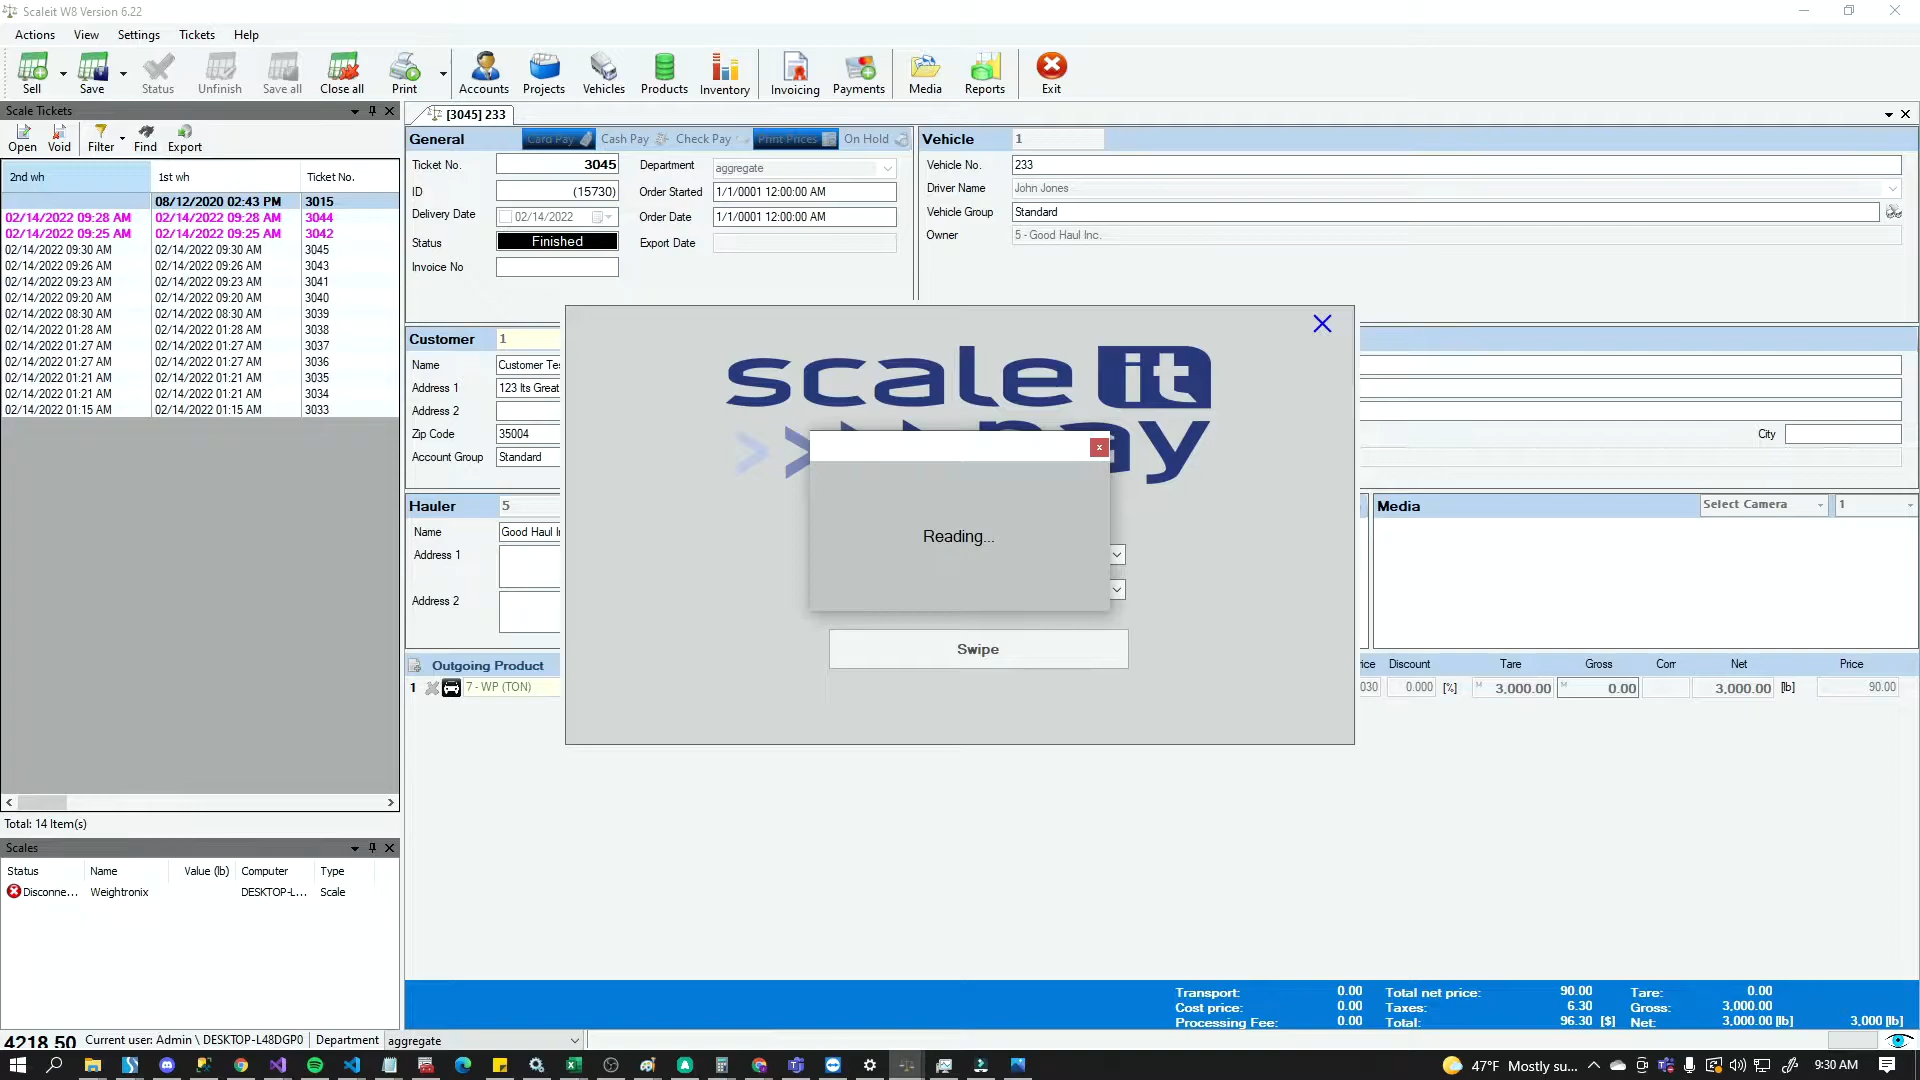 Scaleit W8 Version 6.22
Actions View Settings Tickets Help
Sell Save Status Unfinish Save all Close all Print Accounts Projects Vehicles Products Inventory Invoicing Payments Media Reports Exit
Scale Tickets
Open Void Filter Find Export
2nd wh 1st wh Ticket No.
08/12/2020 02:43 PM 3015
02/14/2022 09:28 AM 02/14/2022 09:28 AM 3044
02/14/2022 09:25 AM 02/14/2022 09:25 AM 3042
02/14/2022 09:30 AM 02/14/2022 09:30 AM 3045
02/14/2022 09:26 AM 02/14/2022 09:26 AM 3043
02/14/2022 09:23 AM 02/14/2022 09:23 AM 3041
02/14/2022 09:20 AM 02/14/2022 09:20 AM 3040
02/14/2022 08:30 AM 02/14/2022 08:30 AM 3039
02/14/2022 01:28 AM 02/14/2022 01:28 AM 3038
02/14/2022 01:27 AM 02/14/2022 01:27 AM 3037
02/14/2022 01:27 AM 02/14/2022 01:27 AM 3036
02/14/2022 01:21 AM 02/14/2022 01:21 AM 3035
02/14/2022 01:21 AM 02/14/2022 01:21 AM 3034
02/14/2022 01:15 AM 02/14/2022 01:15 AM 3033
Total: 14 Item(s)
Scales
Status Name Value (lb) Computer Type
Disconne... Weightronix DESKTOP-L... Scale
[3045] 233
General Card Pay Cash Pay Check Pay Print Prices On Hold
Ticket No. 3045 Department aggregate
ID (15730) Order Started 1/1/0001 12:00:00 AM
Delivery Date 02/14/2022 Order Date 1/1/0001 12:00:00 AM
Status Finished Export Date
Invoice No
Vehicle 1
Vehicle No. 233
Driver Name John Jones
Vehicle Group Standard
Owner 5 - Good Haul Inc.
Customer 1
Name Customer Te
Address 1 123 Its Great
Address 2
Zip Code 35004
Account Group Standard
City
Hauler 5
Name Good Haul I
Address 1
Address 2
scale it
pay
Reading...
Swipe
Media Select Camera 1
Outgoing Product ice Discount Tare Gross Corr Net Price
1 7 - WP (TON) 030 0.000 [%] M 3,000.00 M 0.00 3,000.00 [lb] 90.00
Transport: 0.00 Total net price: 90.00 Tare: 0.00
Cost price: 0.00 Taxes: 6.30 Gross: 3,000.00
Processing Fee: 0.00 Total: 96.30 [$] Net: 3,000.00 [lb] 3,000 [lb]
4218.50 Current user: Admin \ DESKTOP-L48DGP0 Department aggregate
47°F Mostly su... 9:30 AM